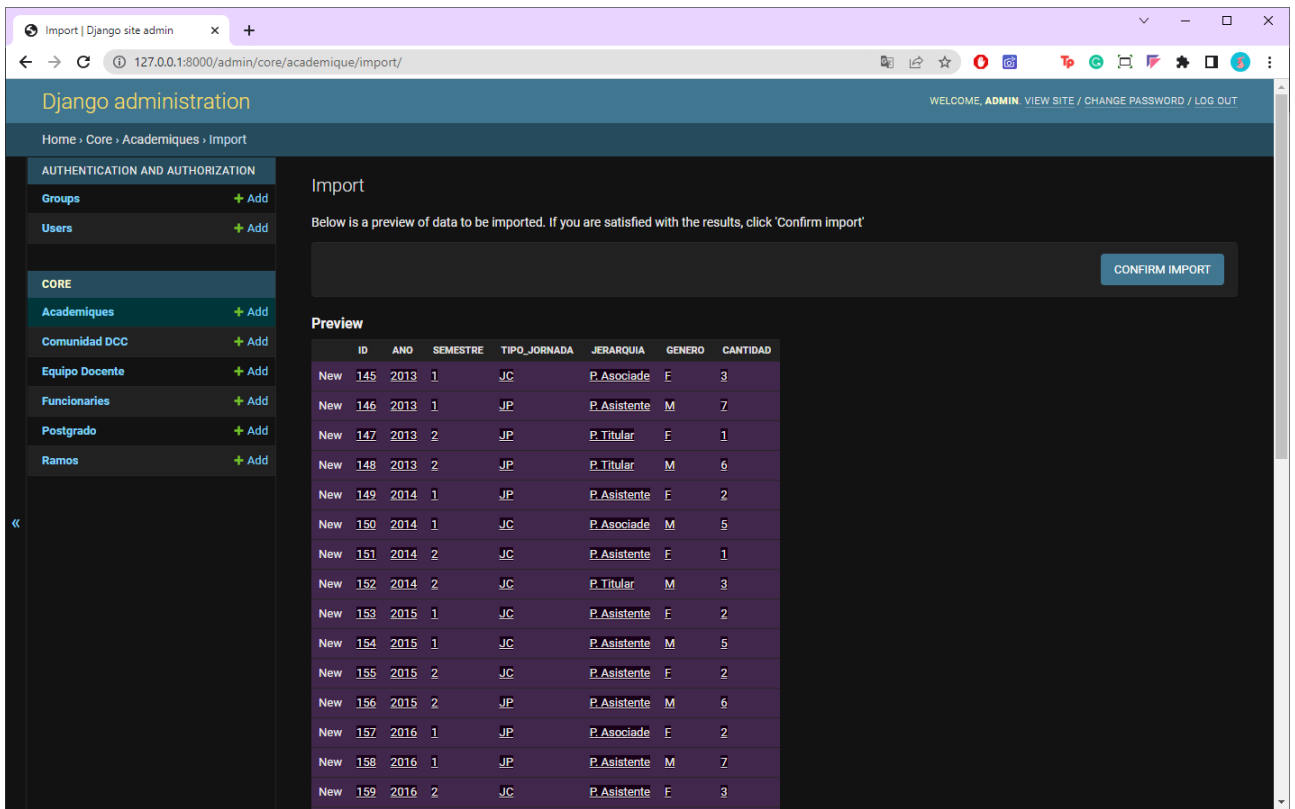 Import | Django site admin
127.0.0.1:8000/admin/core/academique/import/
Django administration
WELCOME, ADMIN. VIEW SITE / CHANGE PASSWORD / LOG OUT
Home › Core › Academiques › Import
AUTHENTICATION AND AUTHORIZATION
Groups + Add
Users + Add
CORE
Academiques + Add
Comunidad DCC + Add
Equipo Docente + Add
Funcionaries + Add
Postgrado + Add
Ramos + Add
«
Import
Below is a preview of data to be imported. If you are satisfied with the results, click 'Confirm import'
CONFIRM IMPORT
Preview
ID ANO SEMESTRE TIPO_JORNADA JERARQUIA GENERO CANTIDAD
New 145 2013 1 JC P. Asociade F 3
New 146 2013 1 JP P. Asistente M 7
New 147 2013 2 JP P. Titular F 1
New 148 2013 2 JP P. Titular M 6
New 149 2014 1 JP P. Asistente F 2
New 150 2014 1 JC P. Asociade M 5
New 151 2014 2 JC P. Asistente F 1
New 152 2014 2 JC P. Titular M 3
New 153 2015 1 JC P. Asistente F 2
New 154 2015 1 JC P. Asistente M 5
New 155 2015 2 JC P. Asistente F 2
New 156 2015 2 JP P. Asistente M 6
New 157 2016 1 JP P. Asociade F 2
New 158 2016 1 JP P. Asistente M 7
New 159 2016 2 JC P. Asistente F 3